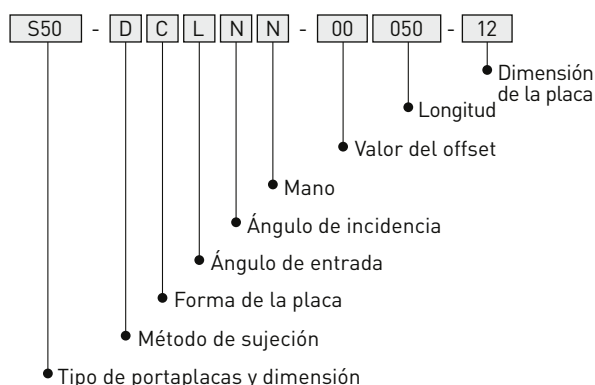 S50 - D C L N N - 00 050 - 12
Dimensión
de la placa
Longitud
Valor del offset
Mano
Ángulo de incidencia
Ángulo de entrada
Forma de la placa
Método de sujeción
Tipo de portaplacas y dimensión